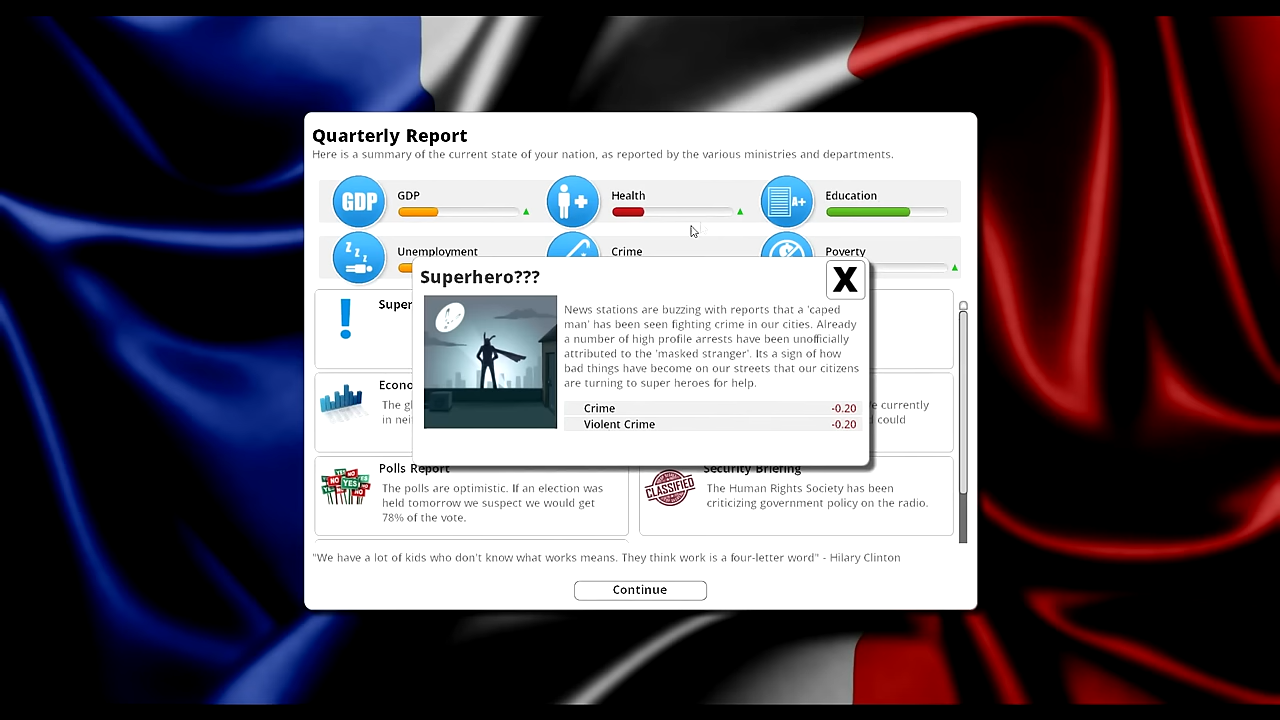 Quarterly Report
Here is a summary of the current state of your nation, as reported by the various ministries and departments.
GDP GDP
Health
A+ Education
Z Z Z Unemployment
Crime
Poverty
Super
Superhero???
X
News stations are buzzing with reports that a 'caped
man' has been seen fighting crime in our cities. Already
a number of high profile arrests have been unofficially
attributed to the 'masked stranger'. Its a sign of how
bad things have become on our streets that our citizens
are turning to super heroes for help.
Crime -0.20
Violent Crime -0.20
Econo
The gl
in nei
currently
could
Polls Report
NO YES NO
The polls are optimistic. If an election was
held tomorrow we suspect we would get
78% of the vote.
Security Briefing
CLASSIFIED
The Human Rights Society has been
criticizing government policy on the radio.
"We have a lot of kids who don't know what works means. They think work is a four-letter word" - Hilary Clinton
Continue